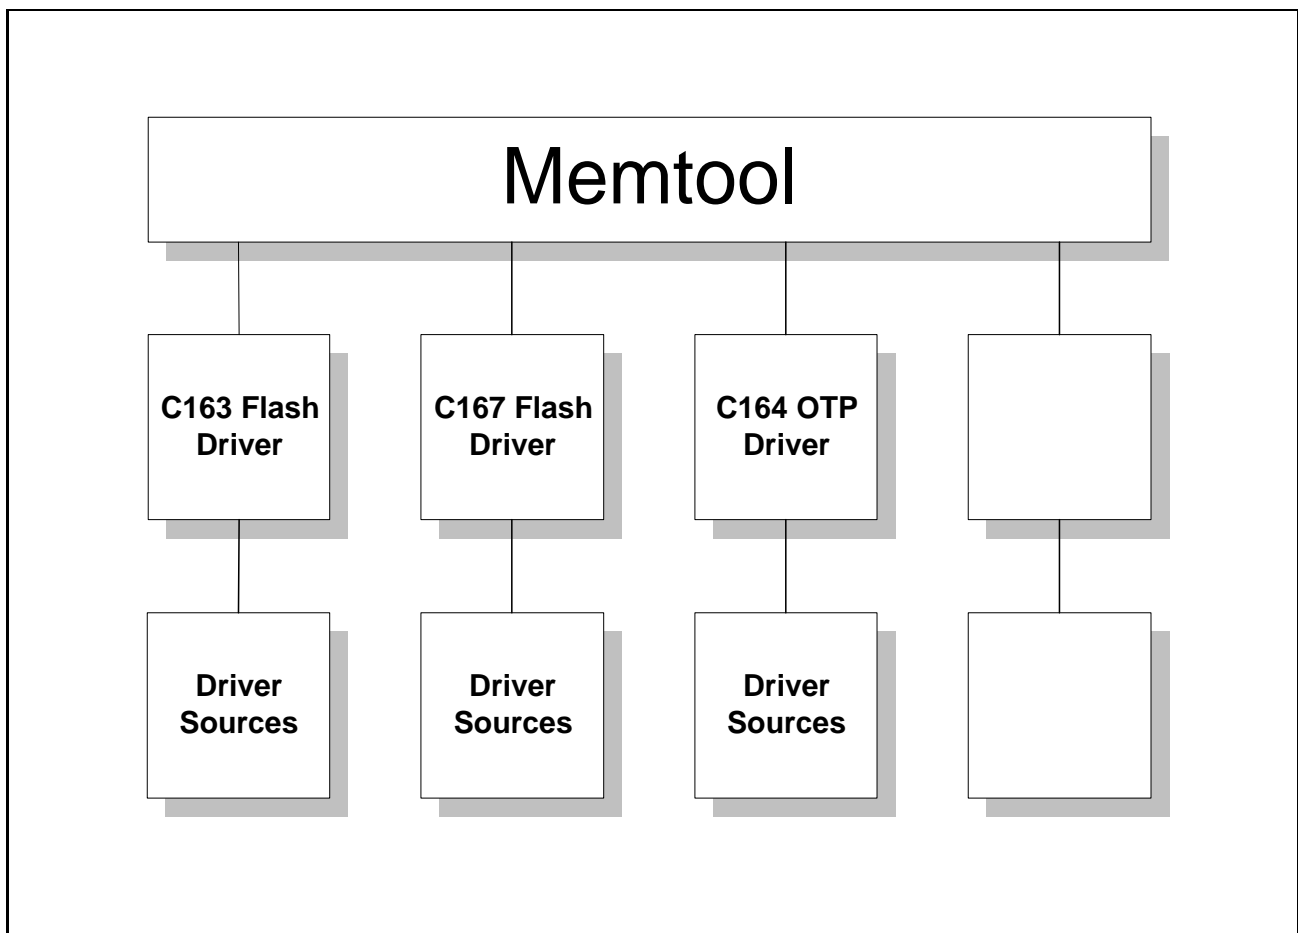 Memtool
C163 Flash
Driver
C167 Flash
Driver
C164 OTP
Driver
Driver
Sources
Driver
Sources
Driver
Sources